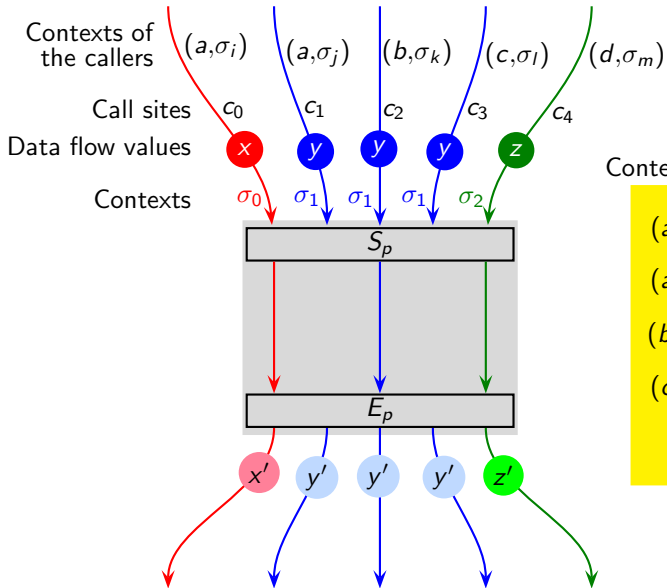 Contexts of
the callers
(a,σᵢ) (a,σⱼ) (b,σₖ) (c,σₗ) (d,σₘ)
Call sites c₀ c₁ c₂ c₃ c₄
Data flow values x y y y z
Contexts σ₀ σ₁ σ₁ σ₁ σ₂
Sₚ
Eₚ
x′ y′ y′ y′ z′
Conte
(a
(a
(b